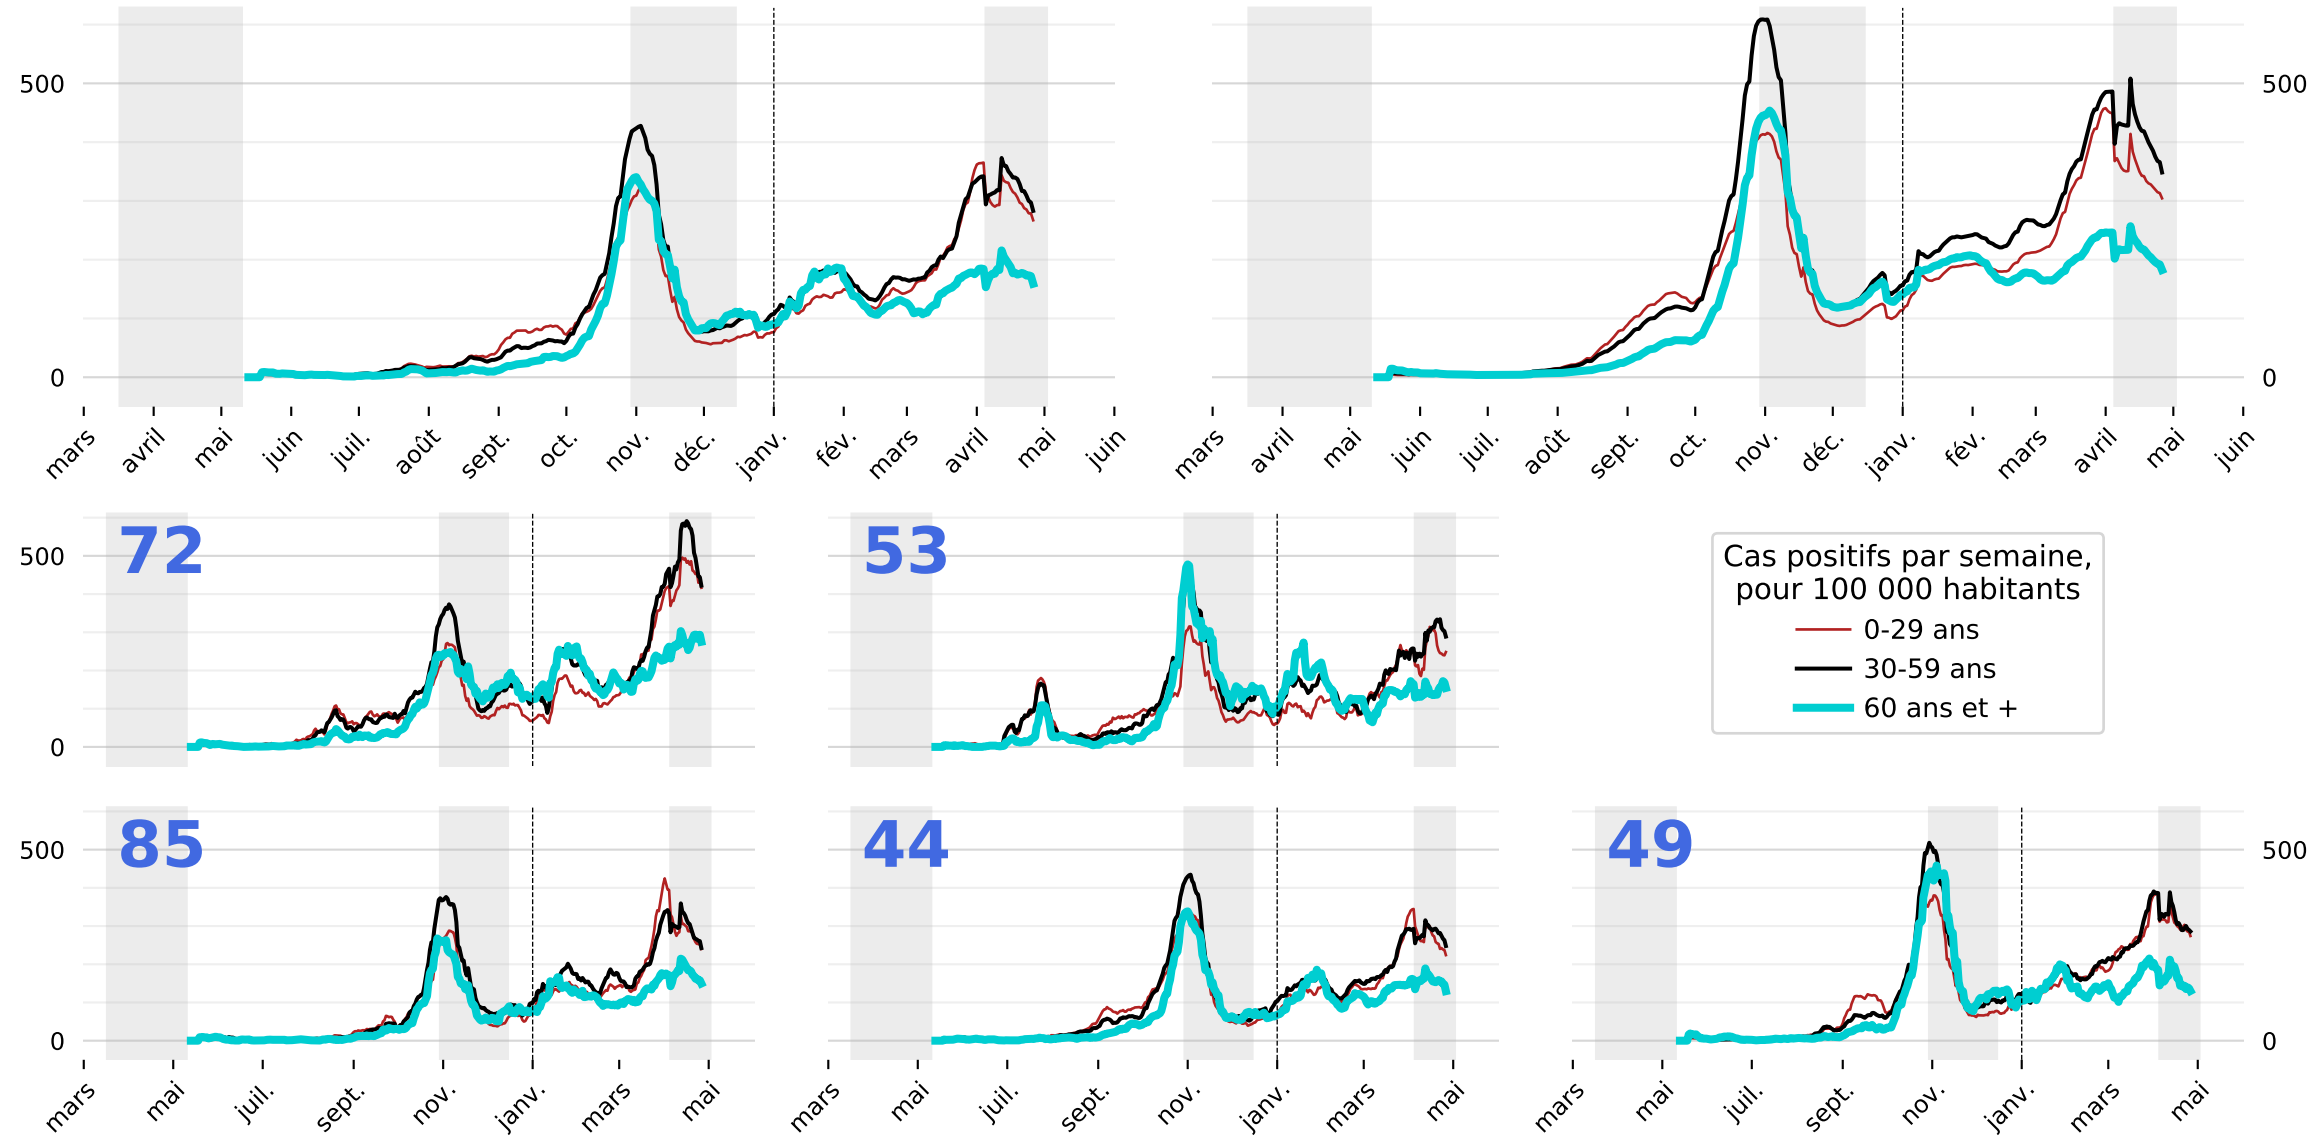 500
0
500
0
mars avril mai juin juil. août sept. oct. nov. déc. janv. fév. mars avril mai juin
mars avril mai juin juil. août sept. oct. nov. déc. janv. fév. mars avril mai juin
72
500
0
53
Cas positifs par semaine,
pour 100 000 habitants
0-29 ans
30-59 ans
60 ans et +
85
500
0
44
49
500
0
mars mai juil. sept. nov. janv. mars mai
mars mai juil. sept. nov. janv. mars mai
mars mai juil. sept. nov. janv. mars mai